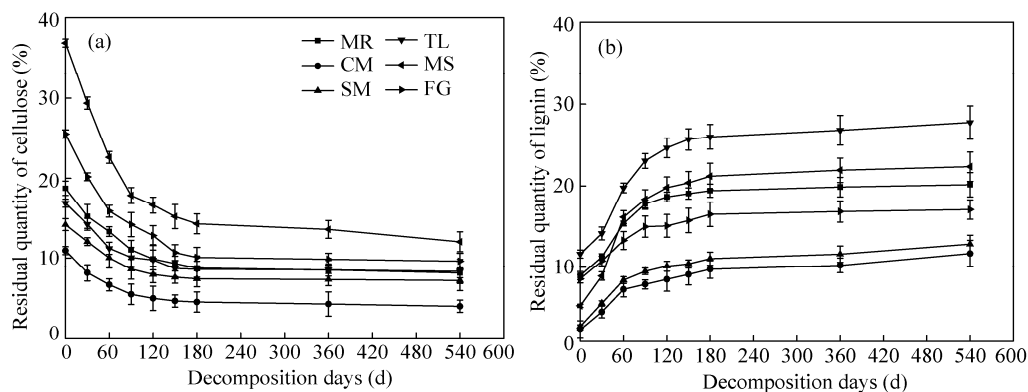 (a)
MR
TL
CM
MS
SM
FG
Residual quantity of cellulose (%)
40
30
20
10
0
0 60 120 180 240 300 360 420 480 540 600
Decomposition days (d)
(b)
Residual quantity of lignin (%)
40
30
20
10
0
0 60 120 180 240 300 360 420 480 540 600
Decomposition days (d)